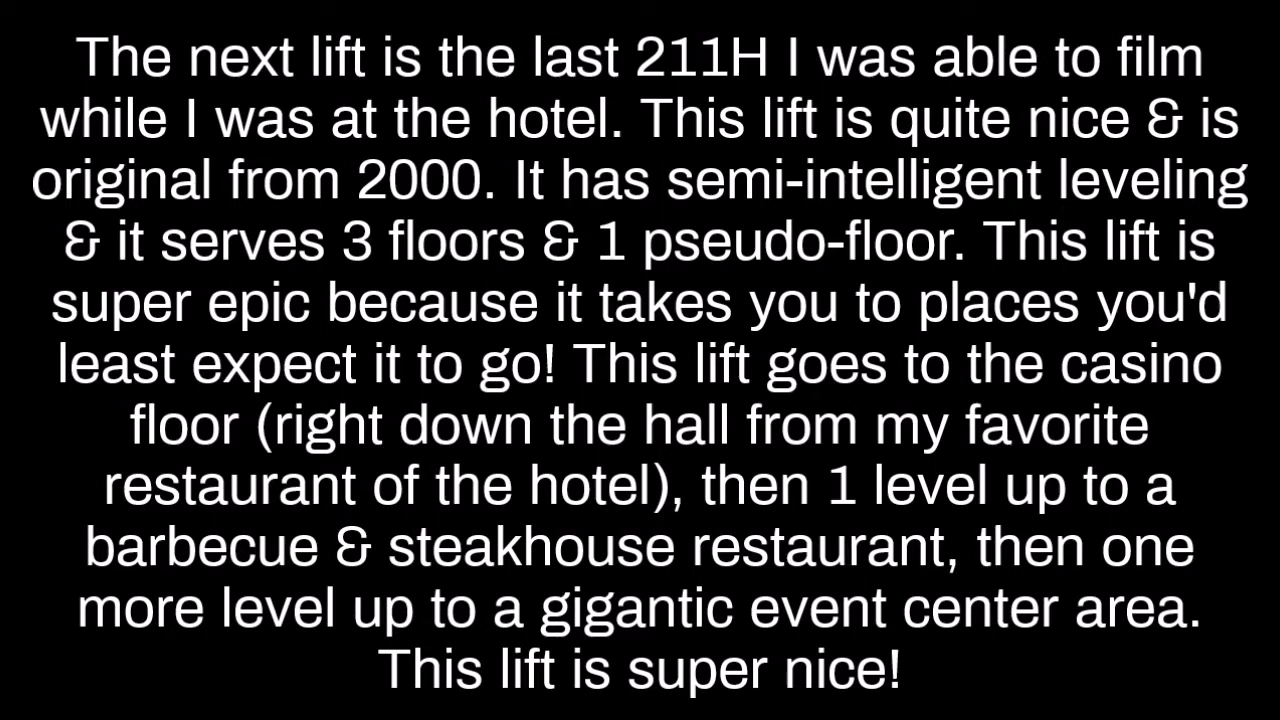 The next lift is the last 211H I was able to film
while I was at the hotel. This lift is quite nice & is
original from 2000. It has semi-intelligent leveling
& it serves 3 floors & 1 pseudo-floor. This lift is
super epic because it takes you to places you'd
least expect it to go! This lift goes to the casino
floor (right down the hall from my favorite
restaurant of the hotel), then 1 level up to a
barbecue & steakhouse restaurant, then one
more level up to a gigantic event center area.
This lift is super nice!